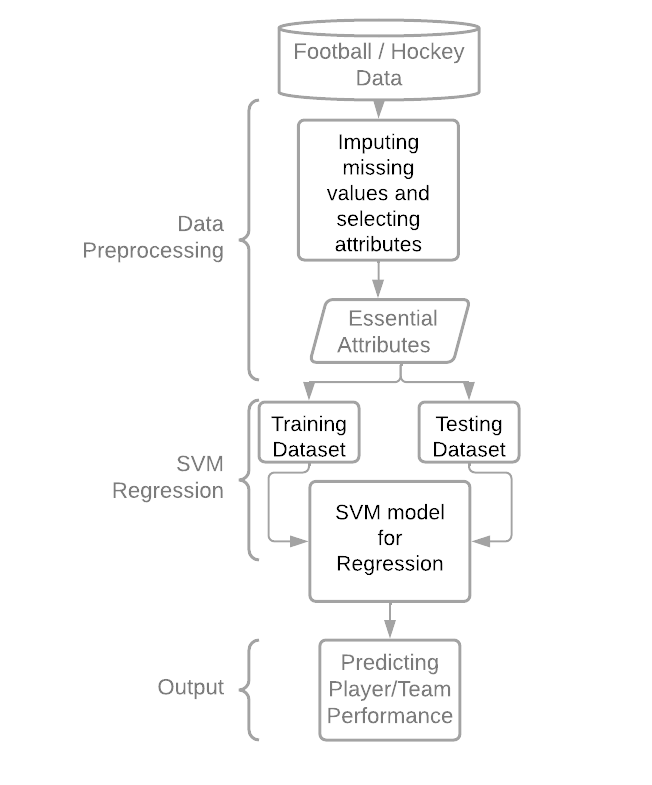 Football / Hockey
Data
Imputing
missing
values and
selecting
attributes
Data
Preprocessing
Essential
Attributes
Training
Dataset
Testing
Dataset
SVM
Regression
SVM model
for
Regression
Output
Predicting
Player/Team
Performance